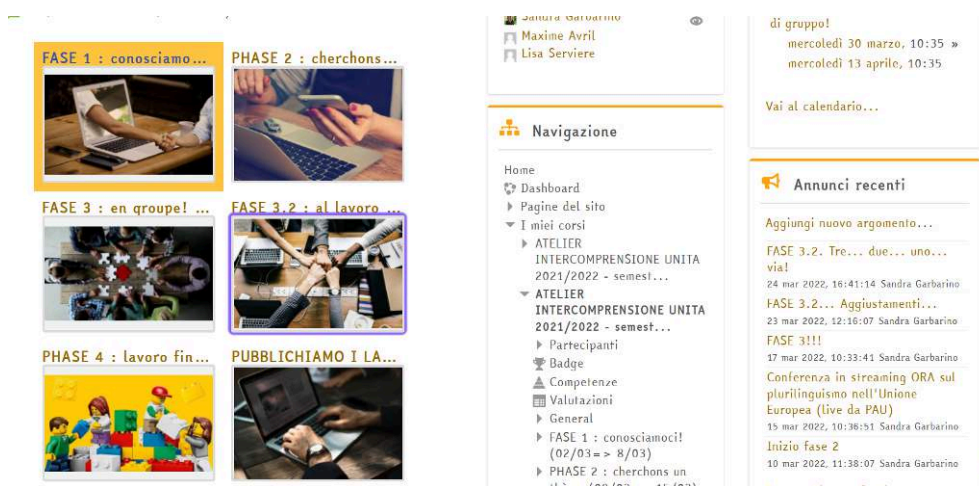 FASE 1 : conosciamo...
PHASE 2 : cherchons...
FASE 3 : en groupe! ...
FASE 3.2 : al lavoro ...
PHASE 4 : lavoro fin...
PUBBLICHIAMO I LA...
Sandra Garbarino
Maxime Avril
Lisa Serviere
Navigazione
Home
Dashboard
Pagine del sito
I miei corsi
ATELIER
INTERCOMPRENSIONE UNITA
2021/2022 - semest...
ATELIER
INTERCOMPRENSIONE UNITA
2021/2022 - semest...
Partecipanti
Badge
Competenze
Valutazioni
General
FASE 1 : conosciamoci!
(02/03=> 8/03)
PHASE 2 : cherchons un
di gruppo!
mercoledì 30 marzo, 10:35 »
mercoledì 13 aprile, 10:35
Vai al calendario...
Annunci recenti
Aggiungi nuovo argomento...
FASE 3.2. Tre... due... uno...
via!
24 mar 2022, 16:41:14 Sandra Garbarino
FASE 3.2... Aggiustamenti...
23 mar 2022, 12:16:07 Sandra Garbarino
FASE 3!!!
17 mar 2022, 10:33:41 Sandra Garbarino
Conferenza in streaming ORA sul
plurilinguismo nell'Unione
Europea (live da PAU)
15 mar 2022, 10:36:51 Sandra Garbarino
Inizio fase 2
10 mar 2022, 11:38:07 Sandra Garbarino